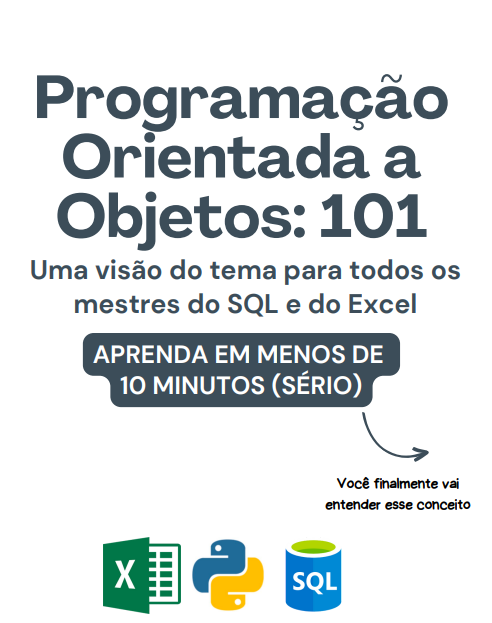 Programação
Orientada a
Objetos: 101
Uma visão do tema para todos os
mestres do SQL e do Excel
APRENDA EM MENOS DE
10 MINUTOS (SÉRIO)
Você finalmente vai
entender esse conceito
X
SQL